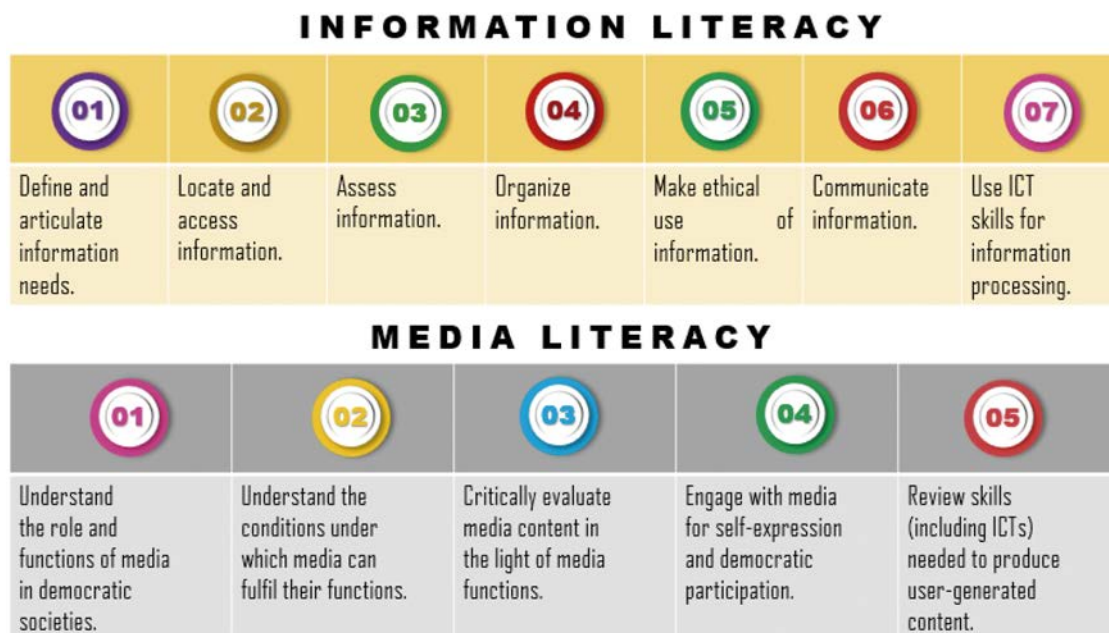 INFORMATION LITERACY
01
02
03
04
05
06
07
Define and
articulate
information
needs.
Locate and
access
information.
Assess
information.
Organize
information.
Make ethical
use of
information.
Communicate
information.
Use ICT
skills for
information
processing.
MEDIA LITERACY
01
02
03
04
05
Understand
the role and
functions of media
in democratic
societies.
Understand the
conditions under
which media can
fulfil their functions.
Critically evaluate
media content in
the light of media
functions.
Engage with media
for self-expression
and democratic
participation.
Review skills
(including ICTs)
needed to produce
user-generated
content.